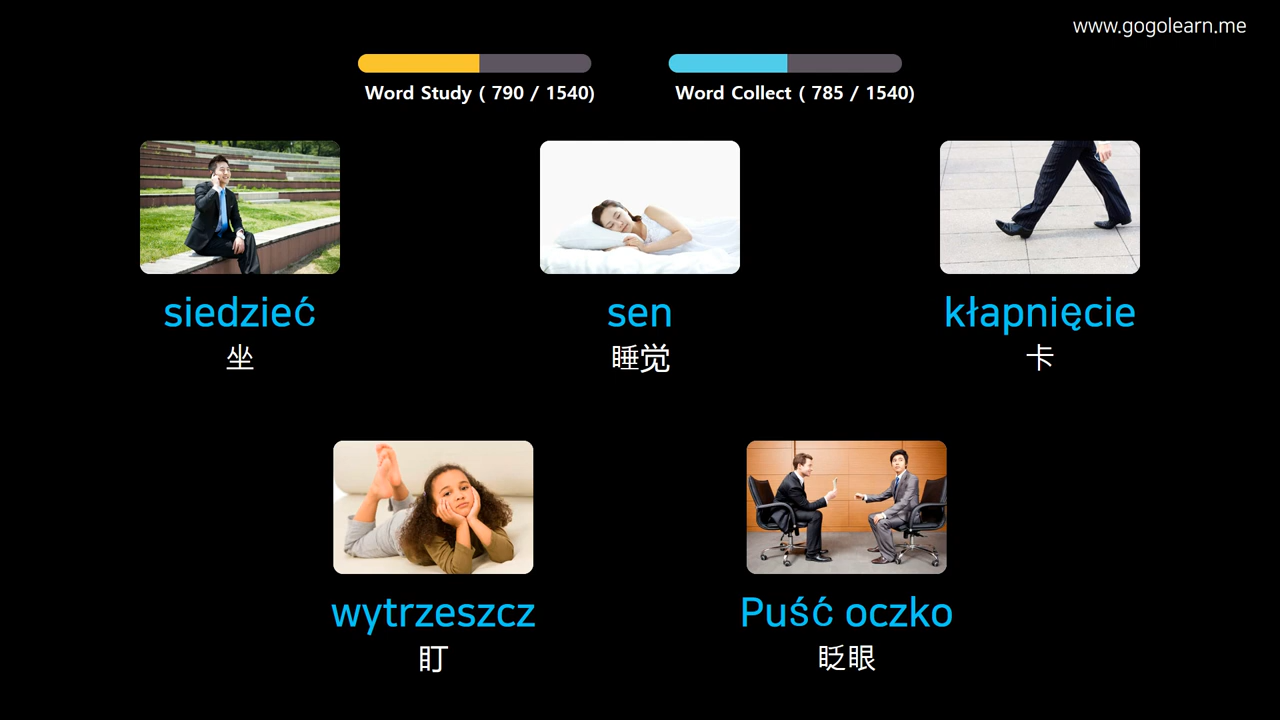 www.gogolearn.me
Word Study ( 790 / 1540)
Word Collect ( 785 / 1540)
siedzieć
坐
sen
睡觉
kłapnięcie
卡
wytrzeszcz
盯
Puść oczko
眨眼